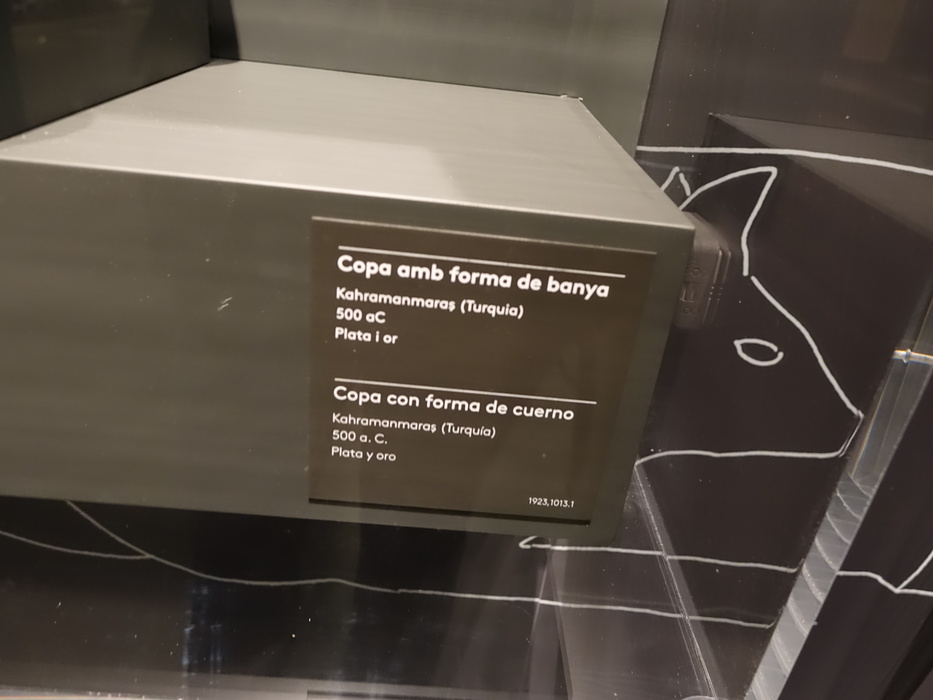 Copa amb forma de banya
Kahramanmaraş (Turquia)
500 aC
Plata i or
Copa con forma de cuerno
Kahramanmaraş (Turquía)
500 a. C.
Plata y oro
1923,1013.1